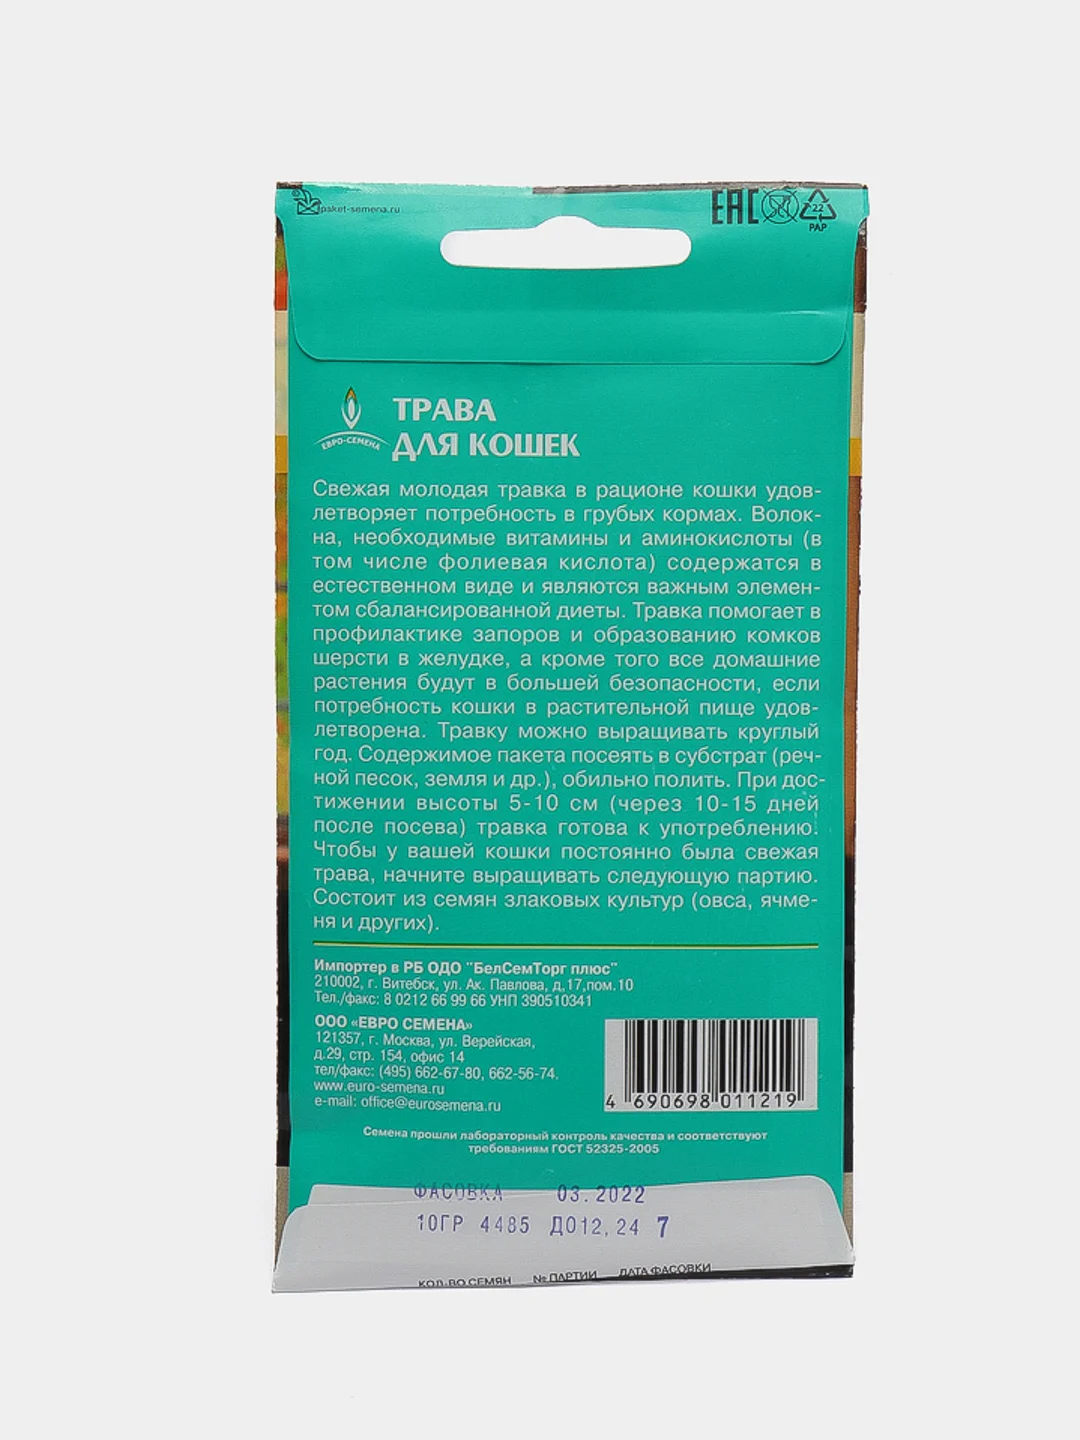 paket-semena.ru
ЕАС
22
PAP
ЕВРО-СЕМЕНА
ТРАВА
ДЛЯ КОШЕК
Свежая молодая травка в рационе кошки удов-
летворяет потребность в грубых кормах. Волок-
на, необходимые витамины и аминокислоты (в
том числе фолиевая кислота) содержатся в
естественном виде и являются важным элемен-
том сбалансированной диеты. Травка помогает в
профилактике запоров и образованию комков
шерсти в желудке, а кроме того все домашние
растения будут в большей безопасности, если
потребность кошки в растительной пище удов-
летворена. Травку можно выращивать круглый
год. Содержимое пакета посеять в субстрат (реч-
ной песок, земля и др.), обильно полить. При дос-
тижении высоты 5-10 см (через 10-15 дней
после посева) травка готова к употреблению.
Чтобы у вашей кошки постоянно была свежая
трава, начните выращивать следующую партию.
Состоит из семян злаковых культур (овса, ячме-
ня и других).
Импортер в РБ ОДО "БелСемТорг плюс"
210002, г. Витебск, ул. Ак. Павлова, д.17,пом.10
Тел./факс: 8 0212 66 99 66 УНП 390510341
ООО «ЕВРО СЕМЕНА»
121357, г. Москва, ул. Верейская,
д.29, стр. 154, офис 14
тел/факс: (495) 662-67-80, 662-56-74.
www.euro-semena.ru
e-mail: office@eurosemena.ru
4 690698 011219
Семена прошли лабораторный контроль качества и соответствуют
требованиям ГОСТ 52325-2005
ФАСОВКА 03.2022
10ГР 4485 ДО12,24 7
КОЛ-ВО СЕМЯН № ПАРТИИ ДАТА ФАСОВКИ